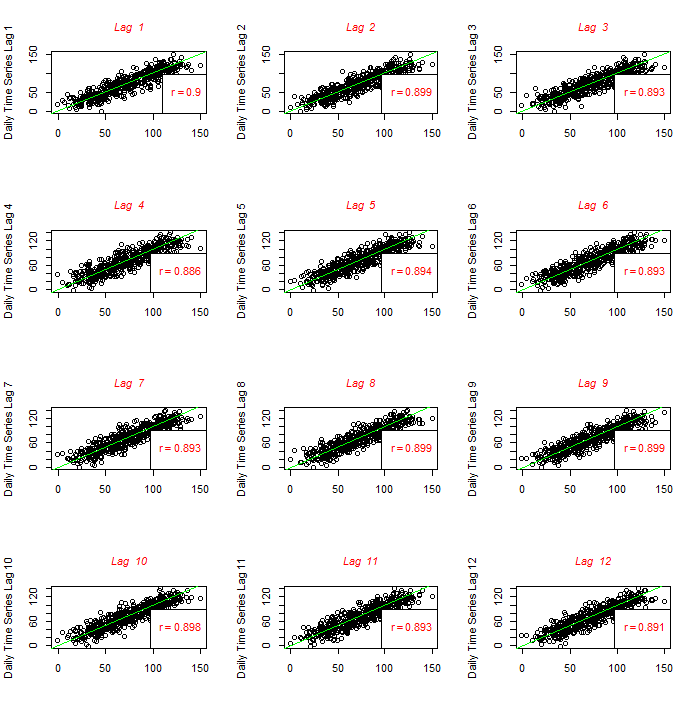 Lag 1
Daily Time Series Lag 1
0 50 150
r = 0.9
0 50 100 150
Lag 2
Daily Time Series Lag 2
0 50 150
r = 0.899
0 50 100 150
Lag 3
Daily Time Series Lag 3
0 50 150
r = 0.893
0 50 100 150
Lag 4
Daily Time Series Lag 4
0 60 120
r = 0.886
0 50 100 150
Lag 5
Daily Time Series Lag 5
0 60 120
r = 0.894
0 50 100 150
Lag 6
Daily Time Series Lag 6
0 60 120
r = 0.893
0 50 100 150
Lag 7
Daily Time Series Lag 7
0 60 120
r = 0.893
0 50 100 150
Lag 8
Daily Time Series Lag 8
0 60 120
r = 0.899
0 50 100 150
Lag 9
Daily Time Series Lag 9
0 60 120
r = 0.899
0 50 100 150
Lag 10
Daily Time Series Lag 10
0 60 120
r = 0.898
0 50 100 150
Lag 11
Daily Time Series Lag 11
0 60 120
r = 0.893
0 50 100 150
Lag 12
Daily Time Series Lag 12
0 60 120
r = 0.891
0 50 100 150